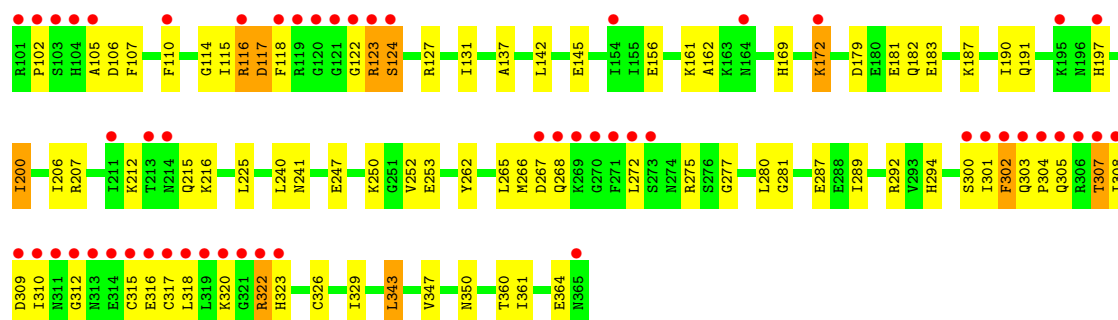 R101 P102 S103 H104 A105 D106 F107 F110 G114 I115 R116 D117 F118 R119 G120 G121 G122 R123 S124 R127 I131 A137 L142 E145 I154 I155 E156 K161 A162 K163 N164 H169 K172 D179 E180 E181 Q182 E183 K187 I190 Q191 K195 N196 H197
I200 I206 R207 I211 K212 T213 N214 Q215 K216 L225 L240 N241 E247 K250 G251 V252 E253 Y262 L265 M266 D267 Q268 K269 G270 F271 L272 S273 N274 R275 S276 G277 L280 G281 E287 E288 I289 R292 V293 H294 S300 I301 F302 Q303 P304 Q305 R306 T307
D309 I310 N311 G312 N313 E314 C315 E316 C317 L318 L319 K320 G321 R322 H323 C326 I329 L343 V347 N350 T360 I361 E364 N365